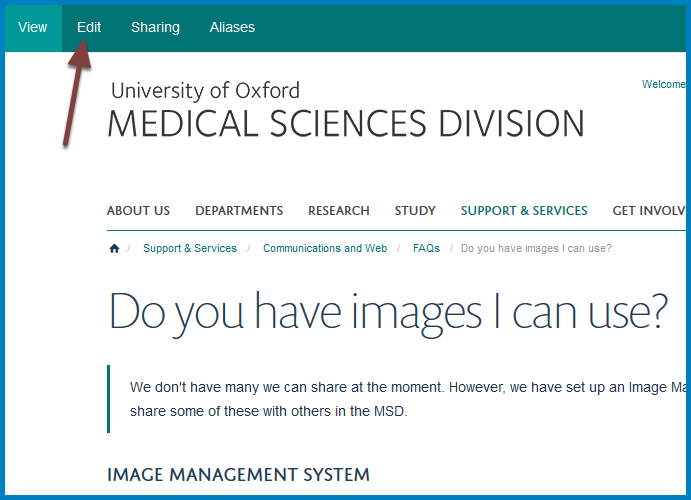 View Edit Sharing Aliases
Welcome
University of Oxford
MEDICAL SCIENCES DIVISION
ABOUT US DEPARTMENTS RESEARCH STUDY SUPPORT & SERVICES GET INVOLV
/ Support & Services / Communications and Web / FAQs / Do you have images I can use?
Do you have images I can use?
We don't have many we can share at the moment. However, we have set up an Image Ma
share some of these with others in the MSD.
IMAGE MANAGEMENT SYSTEM